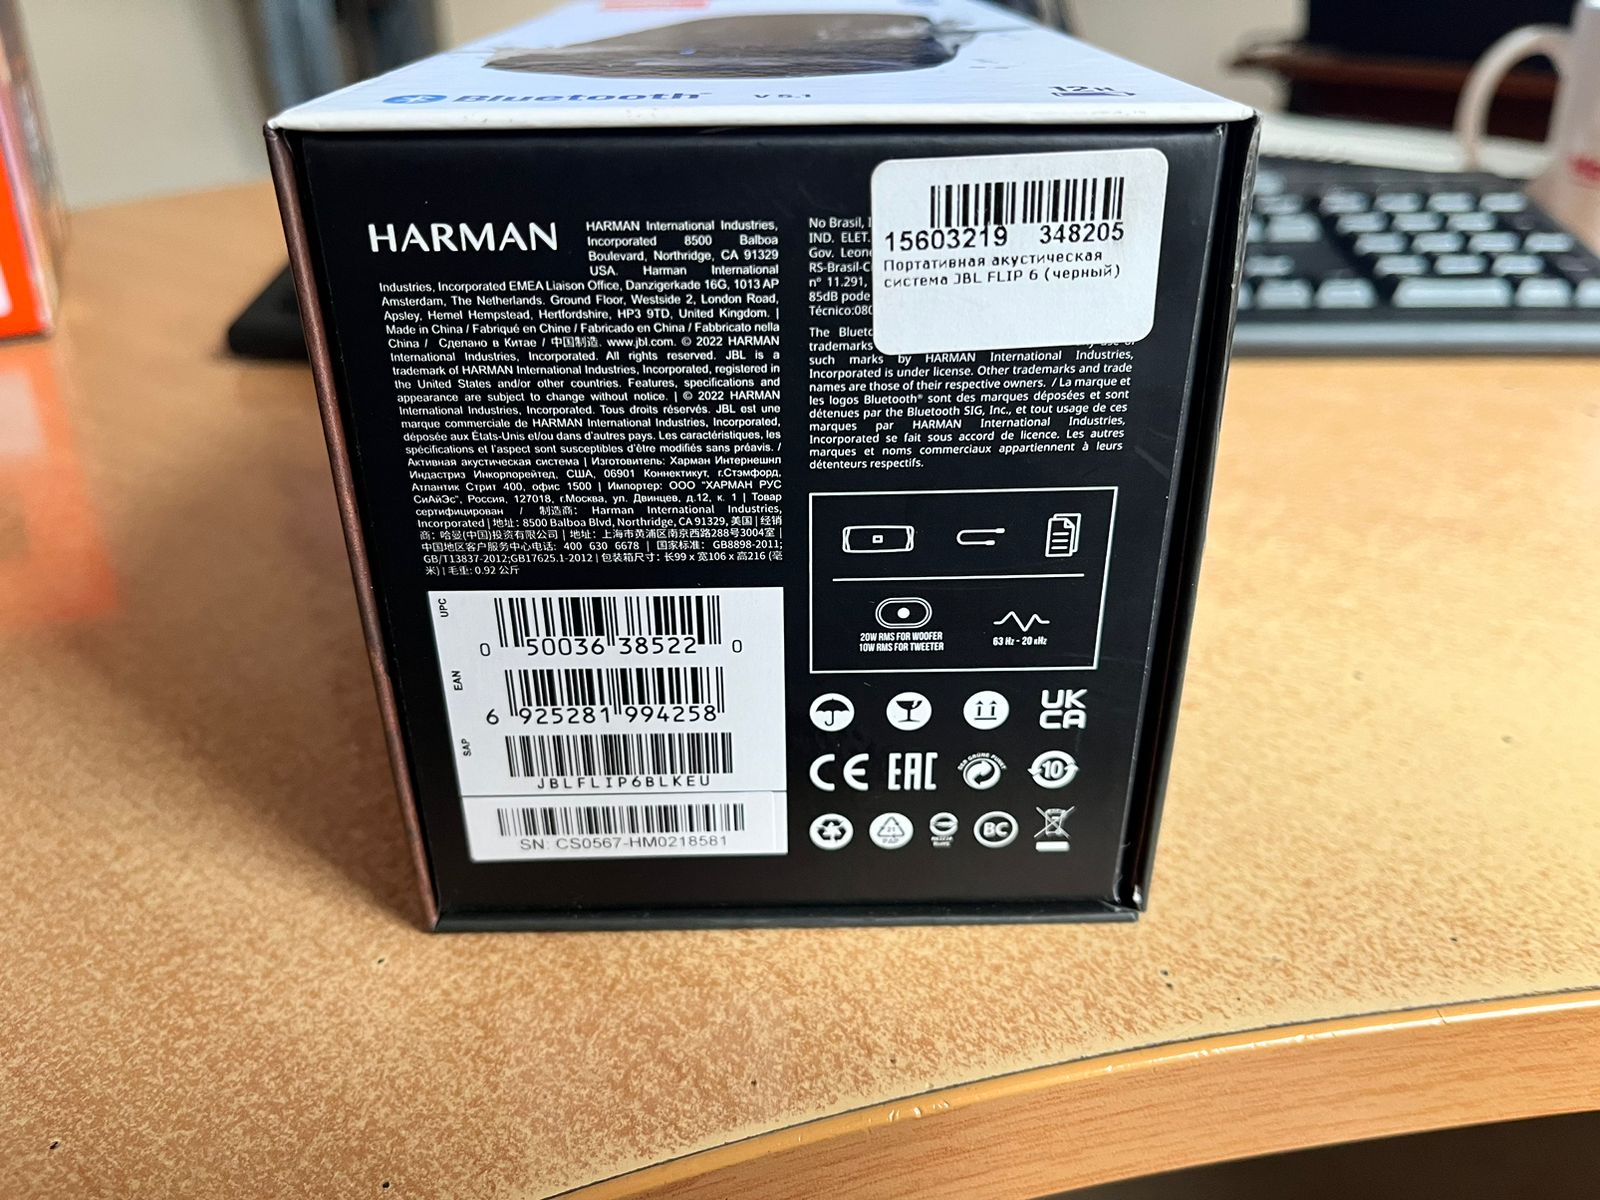 Bluetooth™ V 5.1
12H
HARMAN
HARMAN International Industries,
Incorporated 8500 Balboa
Boulevard, Northridge, CA 91329
USA. Harman International
Industries, Incorporated EMEA Liaison Office, Danzigerkade 16G, 1013 AP
Amsterdam, The Netherlands. Ground Floor, Westside 2, London Road,
Apsley, Hemel Hempstead, Hertfordshire, HP3 9TD, United Kingdom. |
Made in China / Fabriqué en Chine / Fabricado en China / Fabbricato nella
China / Сделано в Китае / 中国制造. www.jbl.com. © 2022 HARMAN
International Industries, Incorporated. All rights reserved. JBL is a
trademark of HARMAN International Industries, Incorporated, registered in
the United States and/or other countries. Features, specifications and
appearance are subject to change without notice. | © 2022 HARMAN
International Industries, Incorporated. Tous droits réservés. JBL est une
marque commerciale de HARMAN International Industries, Incorporated,
déposée aux États-Unis et/ou dans d'autres pays. Les caractéristiques, les
spécifications et l'aspect sont susceptibles d'être modifiés sans préavis. /
Активная акустическая система | Изготовитель: Харман Интернешнл
Индастриз Инкорпорейтед, США, 06901 Коннектикут, г.Стэмфорд,
Атлантик Стрит 400, офис 1500 | Импортер: ООО "ХАРМАН РУС
СиАйЭс", Россия, 127018, г.Москва, ул. Двинцев, д.12, к. 1 | Товар
сертифицирован / 制造商: Harman International Industries,
Incorporated | 地址: 8500 Balboa Blvd, Northridge, CA 91329, 美国 | 经销
商: 哈曼(中国)投资有限公司 | 地址: 上海市黄浦区南京西路288号3004室 |
中国地区客户服务中心电话: 400 630 6678 | 国家标准: GB8898-2011;
GB/T13837-2012;GB17625.1-2012 | 包装箱尺寸: 长99 x 宽106 x 高216 (毫
米) | 毛重: 0.92 公斤
No Brasil,
IND. ELET.
Gov. Leone
RS-Brasil-C
n° 11.291,
85dB pode
Técnico:080
15603219 348205
Портативная акустическая
система JBL FLIP 6 (черный)
The Bluet
trademarks
such marks by HARMAN International Industries,
Incorporated is under license. Other trademarks and trade
names are those of their respective owners. / La marque et
les logos Bluetooth® sont des marques déposées et sont
détenues par the Bluetooth SIG, Inc., et tout usage de ces
marques par HARMAN International Industries,
Incorporated se fait sous accord de licence. Les autres
marques et noms commerciaux appartiennent à leurs
détenteurs respectifs.
20W RMS FOR WOOFER
10W RMS FOR TWEETER
63 Hz - 20 kHz
UPC
0 50036 38522 0
EAN
6 925281 994258
SAP
JBLFLIP6BLKEU
SN: CS0567-HM0218581
UK
CA
CE EAC DER GRÜNE PUNKT 10
21
PAP
BC